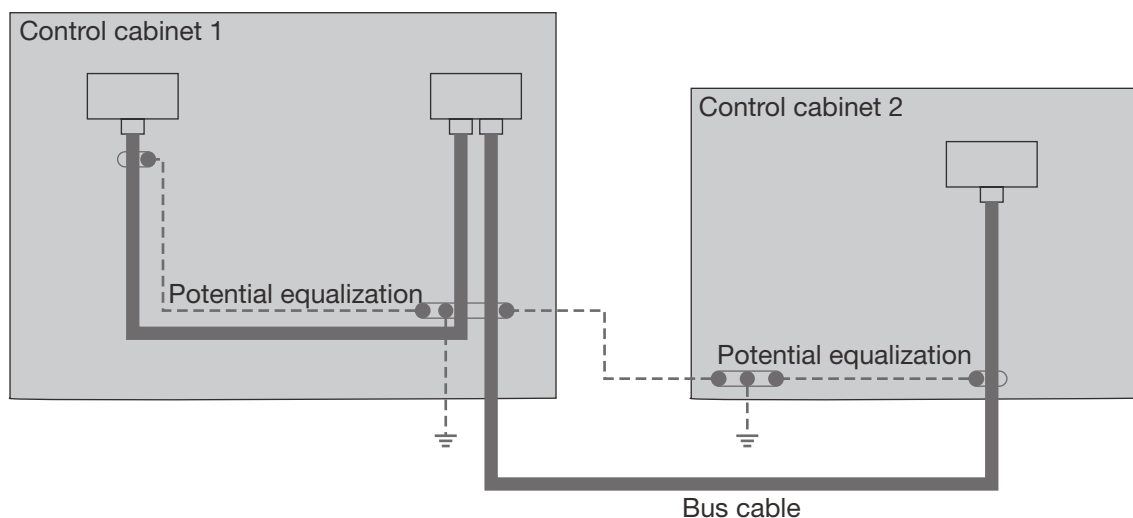 Control cabinet 1
Control cabinet 2
Potential equalization
Potential equalization
Bus cable